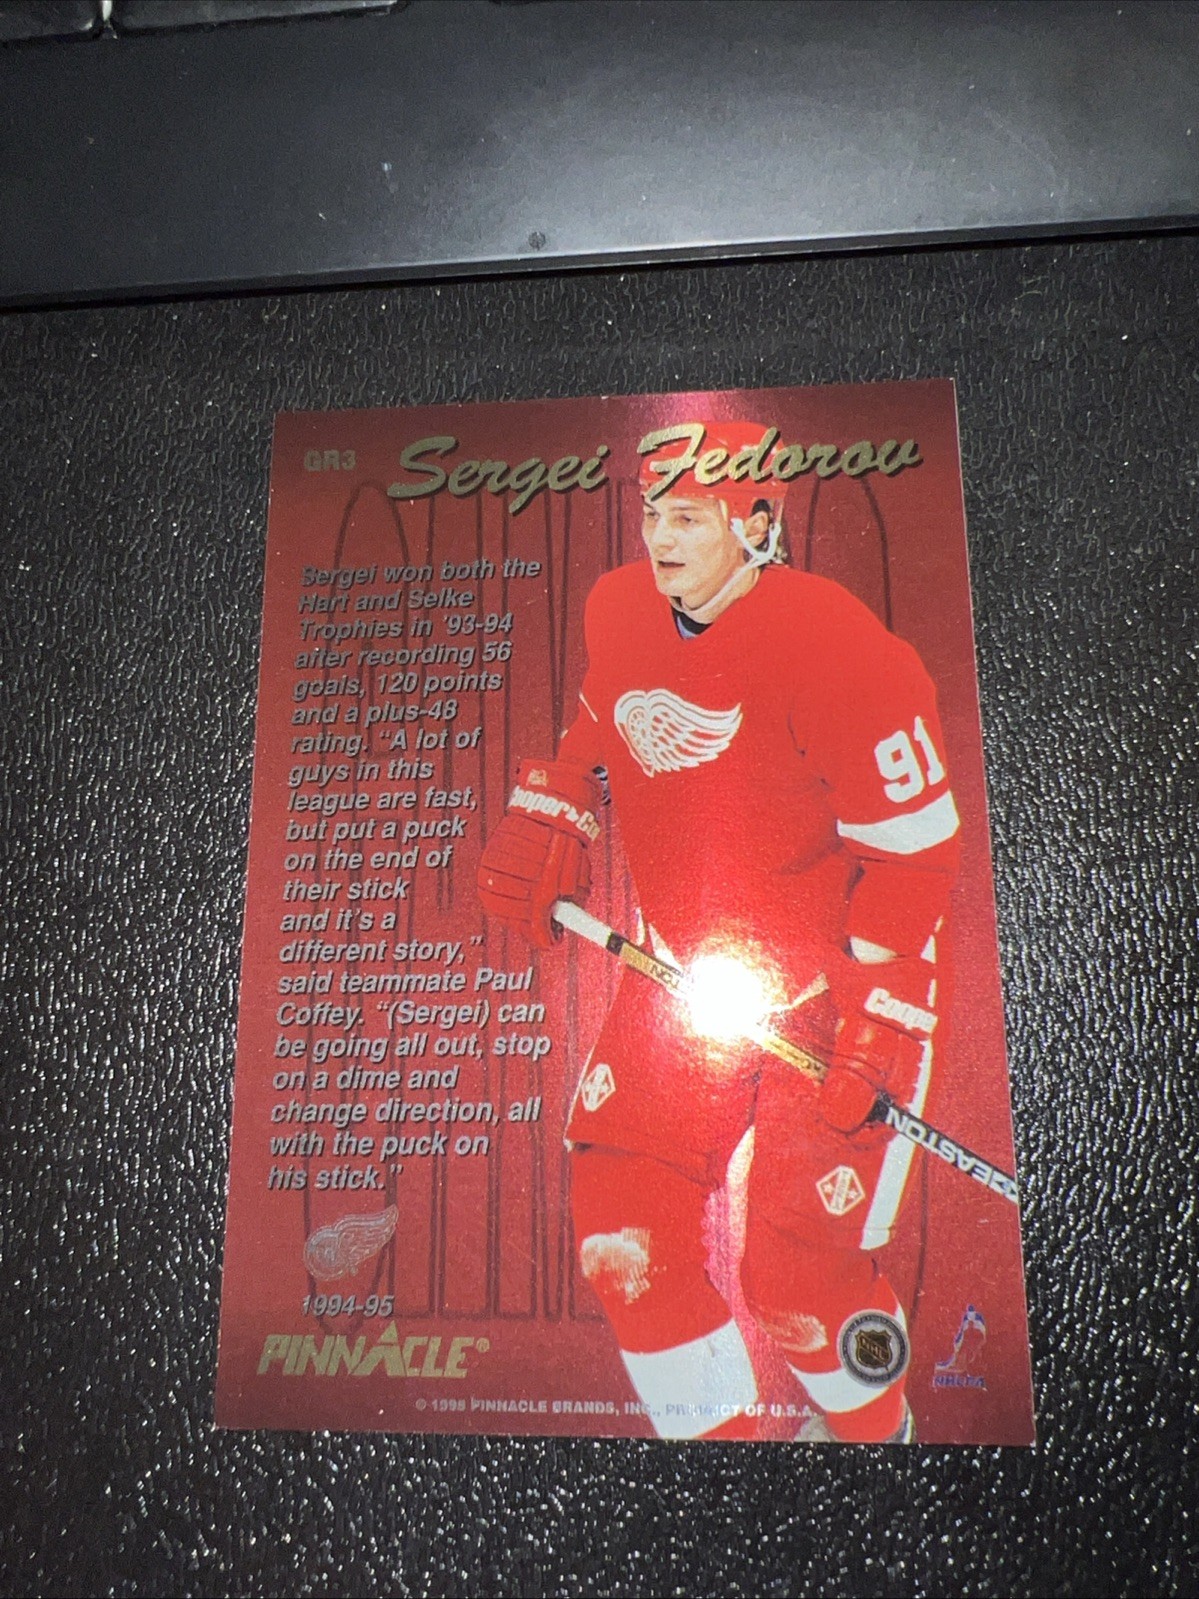 GR3
Sergei Fedorov
Sergei won both the
Hart and Selke
Trophies in '93-94
after recording 56
goals, 120 points
and a plus-48
rating. "A lot of
guys in this
league are fast,
but put a puck
on the end of
their stick
and it's a
different story,"
said teammate Paul
Coffey. "(Sergei) can
be going all out, stop
on a dime and
change direction, all
with the puck on
his stick."
91
Cooper
EASTON
1994-95
PINNACLE®
NHL
NHLPA
© 1995 PINNACLE BRANDS, INC., PRODUCT OF U.S.A.